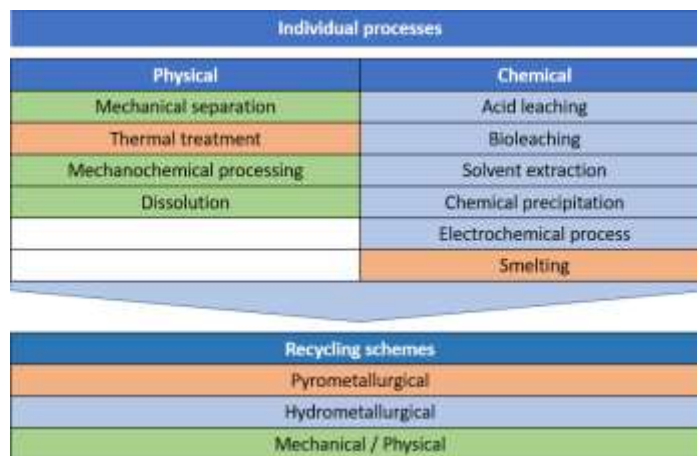 Individual processes
Physical Chemical
Mechanical separation Acid leaching
Thermal treatment Bioleaching
Mechanochemical processing Solvent extraction
Dissolution Chemical precipitation
Electrochemical process
Smelting
Recycling schemes
Pyrometallurgical
Hydrometallurgical
Mechanical / Physical